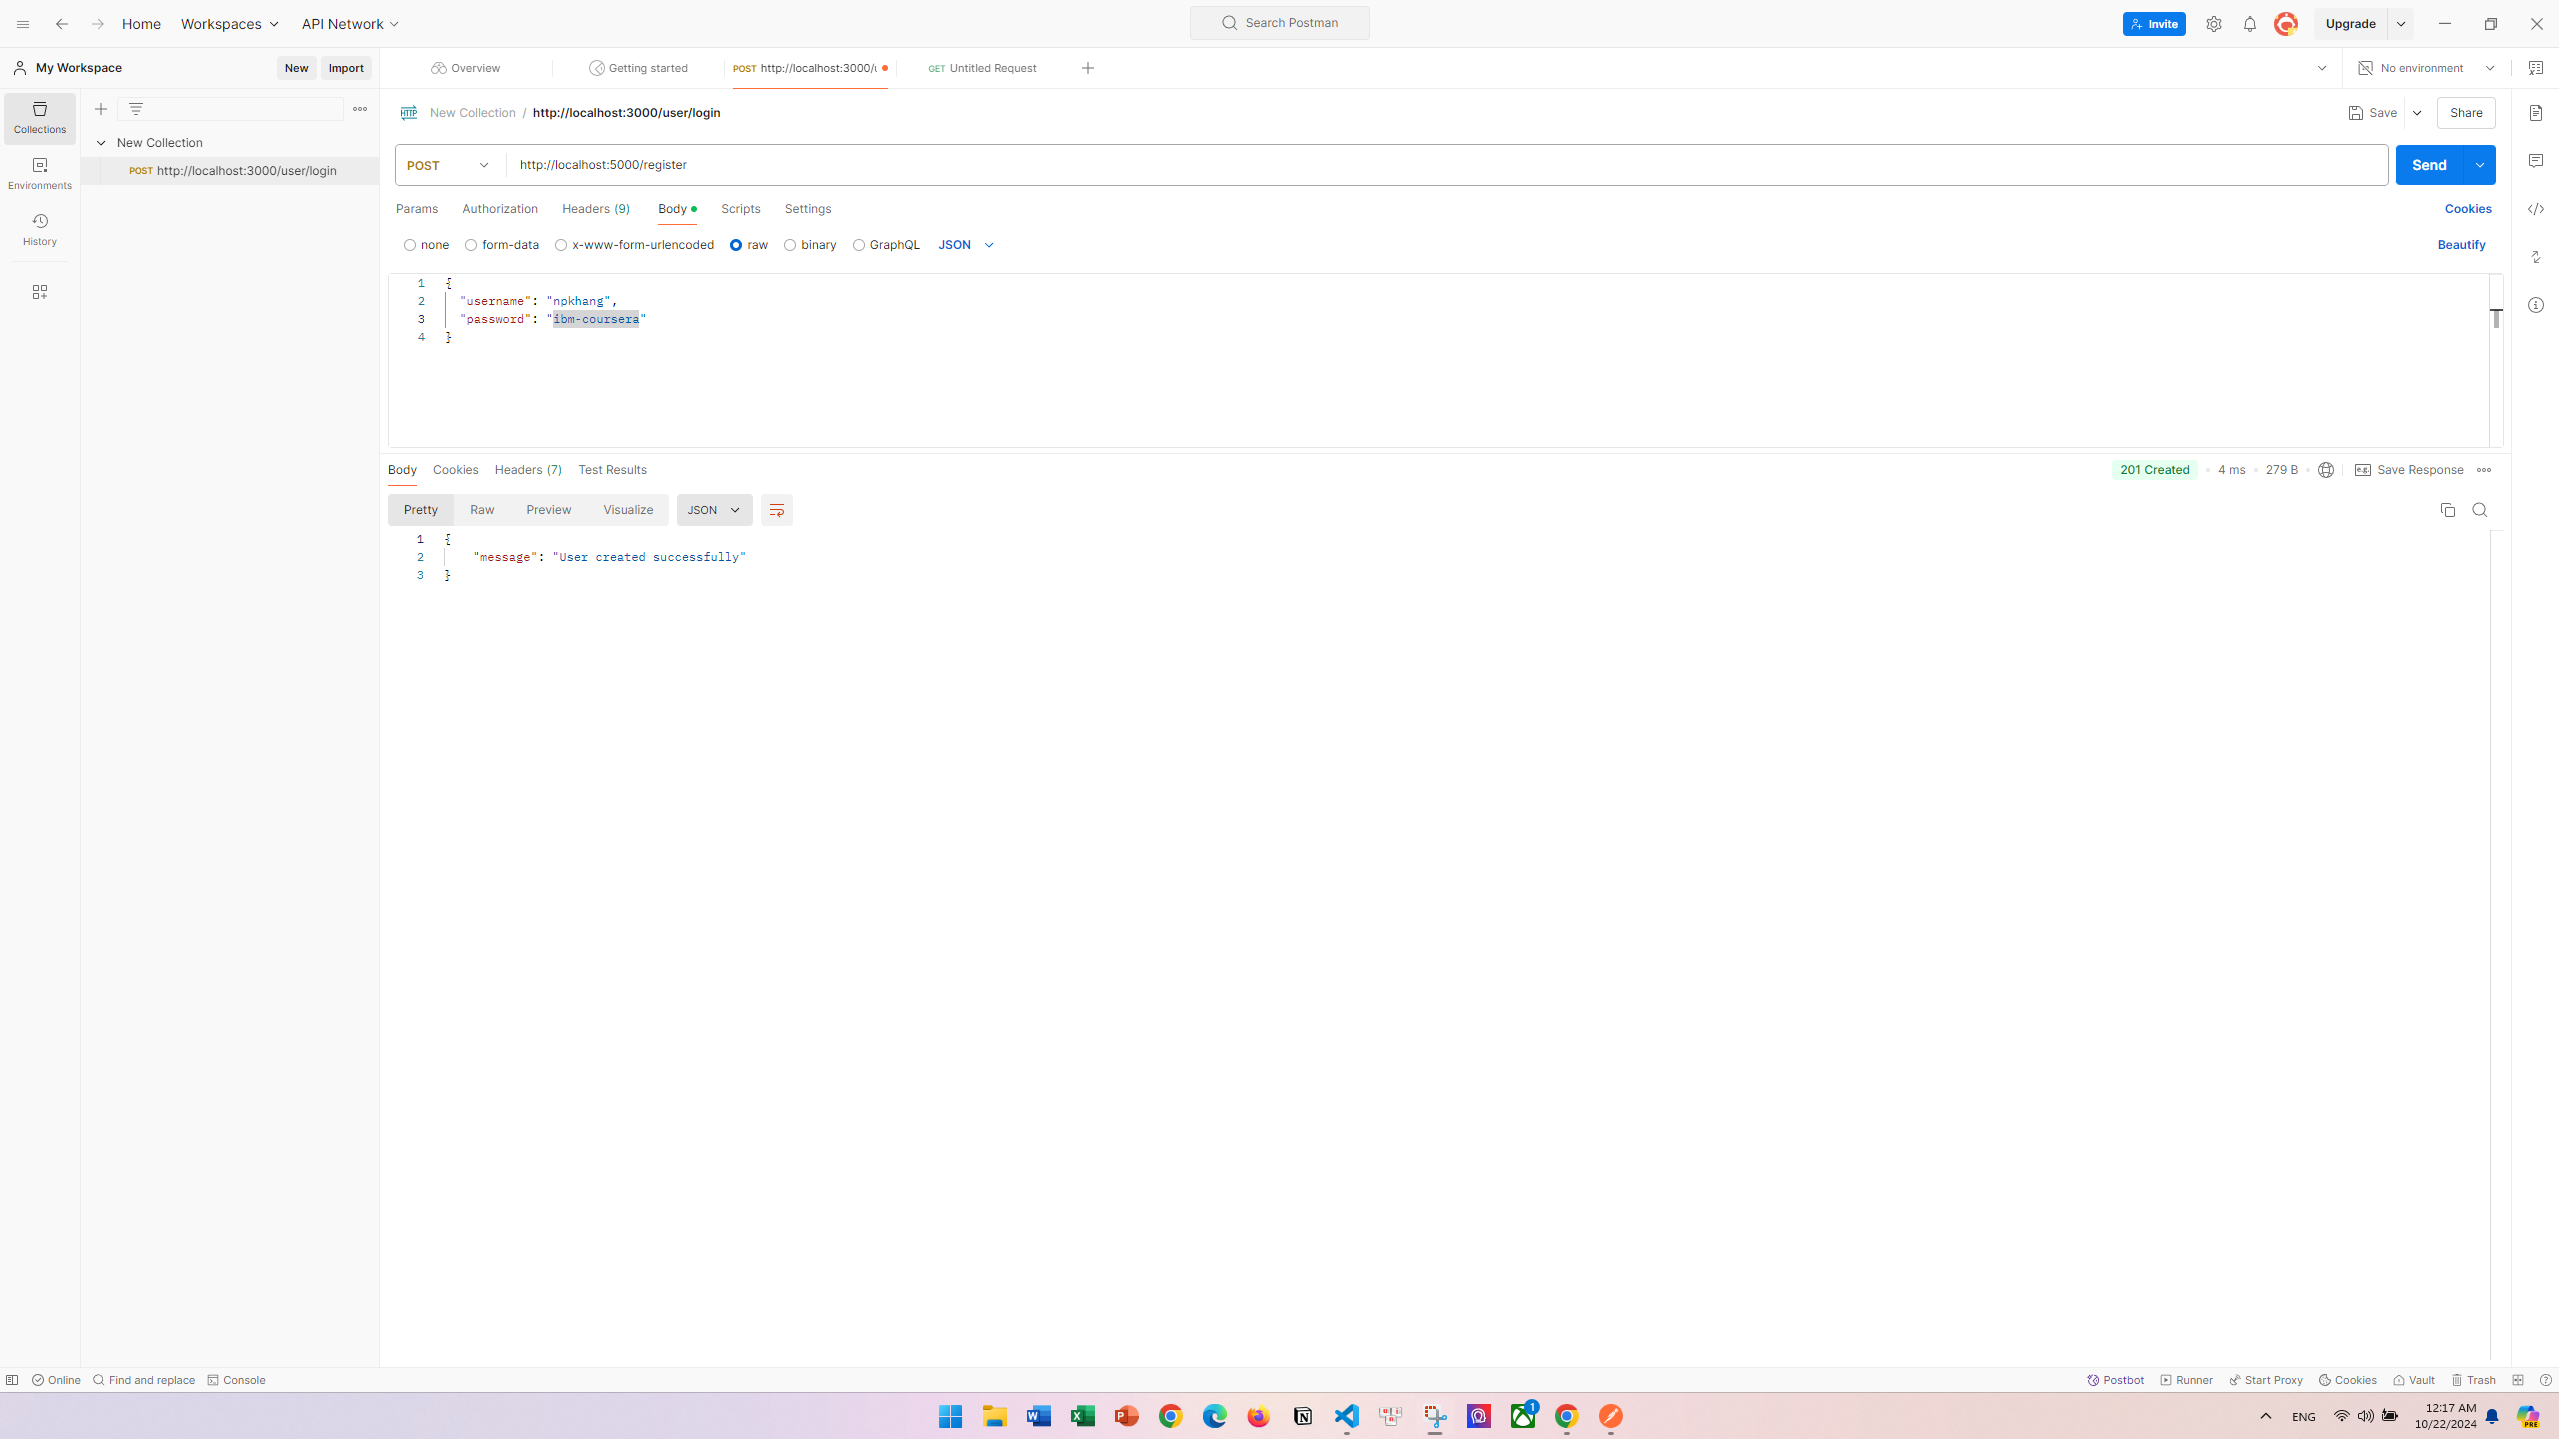 Home Workspaces API Network Search Postman Invite Upgrade
My Workspace New Import Overview Getting started POST http://localhost:3000/u GET Untitled Request No environment
Collections
Environments
History
New Collection
POST http://localhost:3000/user/login
New Collection / http://localhost:3000/user/login Save Share
POST http://localhost:5000/register Send
Params Authorization Headers (9) Body Scripts Settings Cookies
none form-data x-www-form-urlencoded raw binary GraphQL JSON Beautify
1 {
2 "username": "npkhang",
3 "password": "ibm-coursera"
4 }
Body Cookies Headers (7) Test Results 201 Created 4 ms 279 B e.g. Save Response
Pretty Raw Preview Visualize JSON
1 {
2 "message": "User created successfully"
3 }
Online Find and replace Console Postbot Runner Start Proxy Cookies Vault Trash
1
ENG 12:17 AM
10/22/2024
PRE